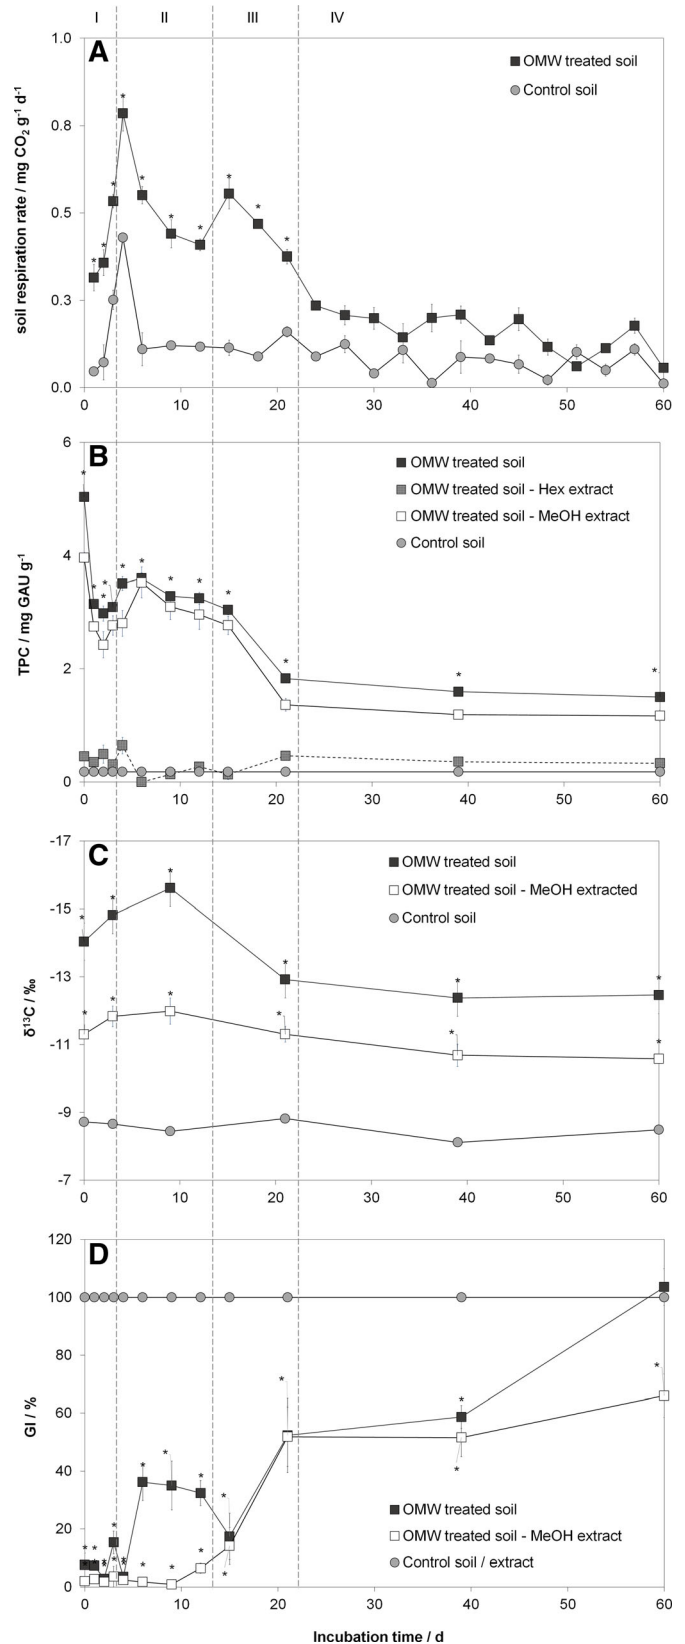 I II III IV
A
OMW treated soil
Control soil
soil respiration rate / mg CO₂ g⁻¹ d⁻¹
1.0
0.8
0.5
0.3
0.0
0 10 20 30 40 50 60
B
OMW treated soil
OMW treated soil - Hex extract
OMW treated soil - MeOH extract
Control soil
TPC / mg GAU g⁻¹
6
4
2
0
0 10 20 30 40 50 60
C
OMW treated soil
OMW treated soil - MeOH extracted
Control soil
δ¹³C / ‰
-17
-15
-13
-11
-9
-7
0 10 20 30 40 50 60
D
GI / %
120
100
80
60
40
20
0
OMW treated soil
OMW treated soil - MeOH extract
Control soil / extract
0 10 20 30 40 50 60
Incubation time / d